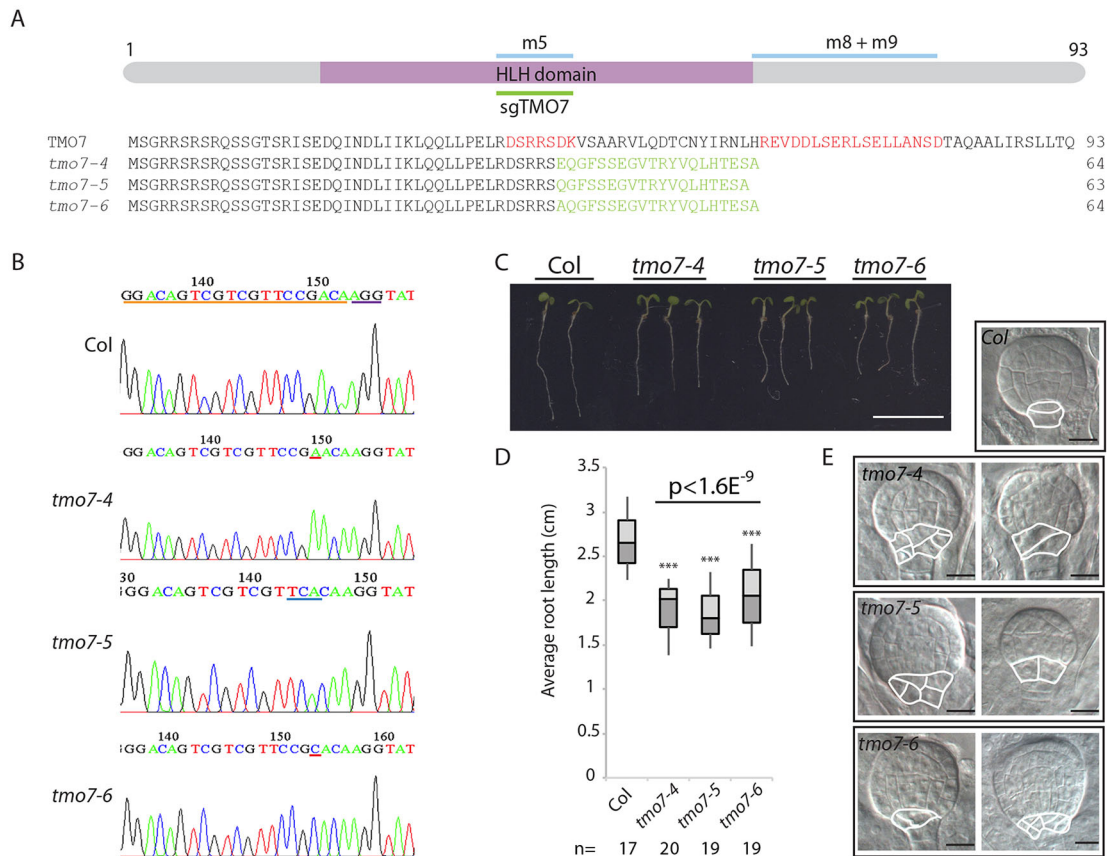 A
1
m5
m8 + m9
93
HLH domain
sgTMO7
TMO7 MSGRRSRSRQSSGTSRISEDQINDLIIKLQQLLPELRDSRRSDKVSAARVLQDTCNYIRNLHREVDDLSERLSELLANSDTAQAALIRSLLTQ 93
tmo7-4 MSGRRSRSRQSSGTSRISEDQINDLIIKLQQLLPELRDSRRSEQGFSSEGVTRYVQLHTESA 64
tmo7-5 MSGRRSRSRQSSGTSRISEDQINDLIIKLQQLLPELRDSRRSQGFSSEGVTRYVQLHTESA 63
tmo7-6 MSGRRSRSRQSSGTSRISEDQINDLIIKLQQLLPELRDSRRSAQGFSSEGVTRYVQLHTESA 64
B
140 150
GGACAGTCGTCGTTCCGACAAGGTAT
Col
140 150
GGACAGTCGTCGTTCCGAACAAGGTAT
tmo7-4
30 140 150
GGGACAGTCGTCGTTCACAAGGTAT
tmo7-5
140 150 160
GGGACAGTCGTCGTTCCGCACAAGGTAT
tmo7-6
C
Col tmo7-4 tmo7-5 tmo7-6
D
p<1.6E-9
Average root length (cm)
3.5
3
2.5
2
1.5
1
0.5
0
*** *** ***
Col tmo7-4 tmo7-5 tmo7-6
n= 17 20 19 19
E
Col
tmo7-4
tmo7-5
tmo7-6